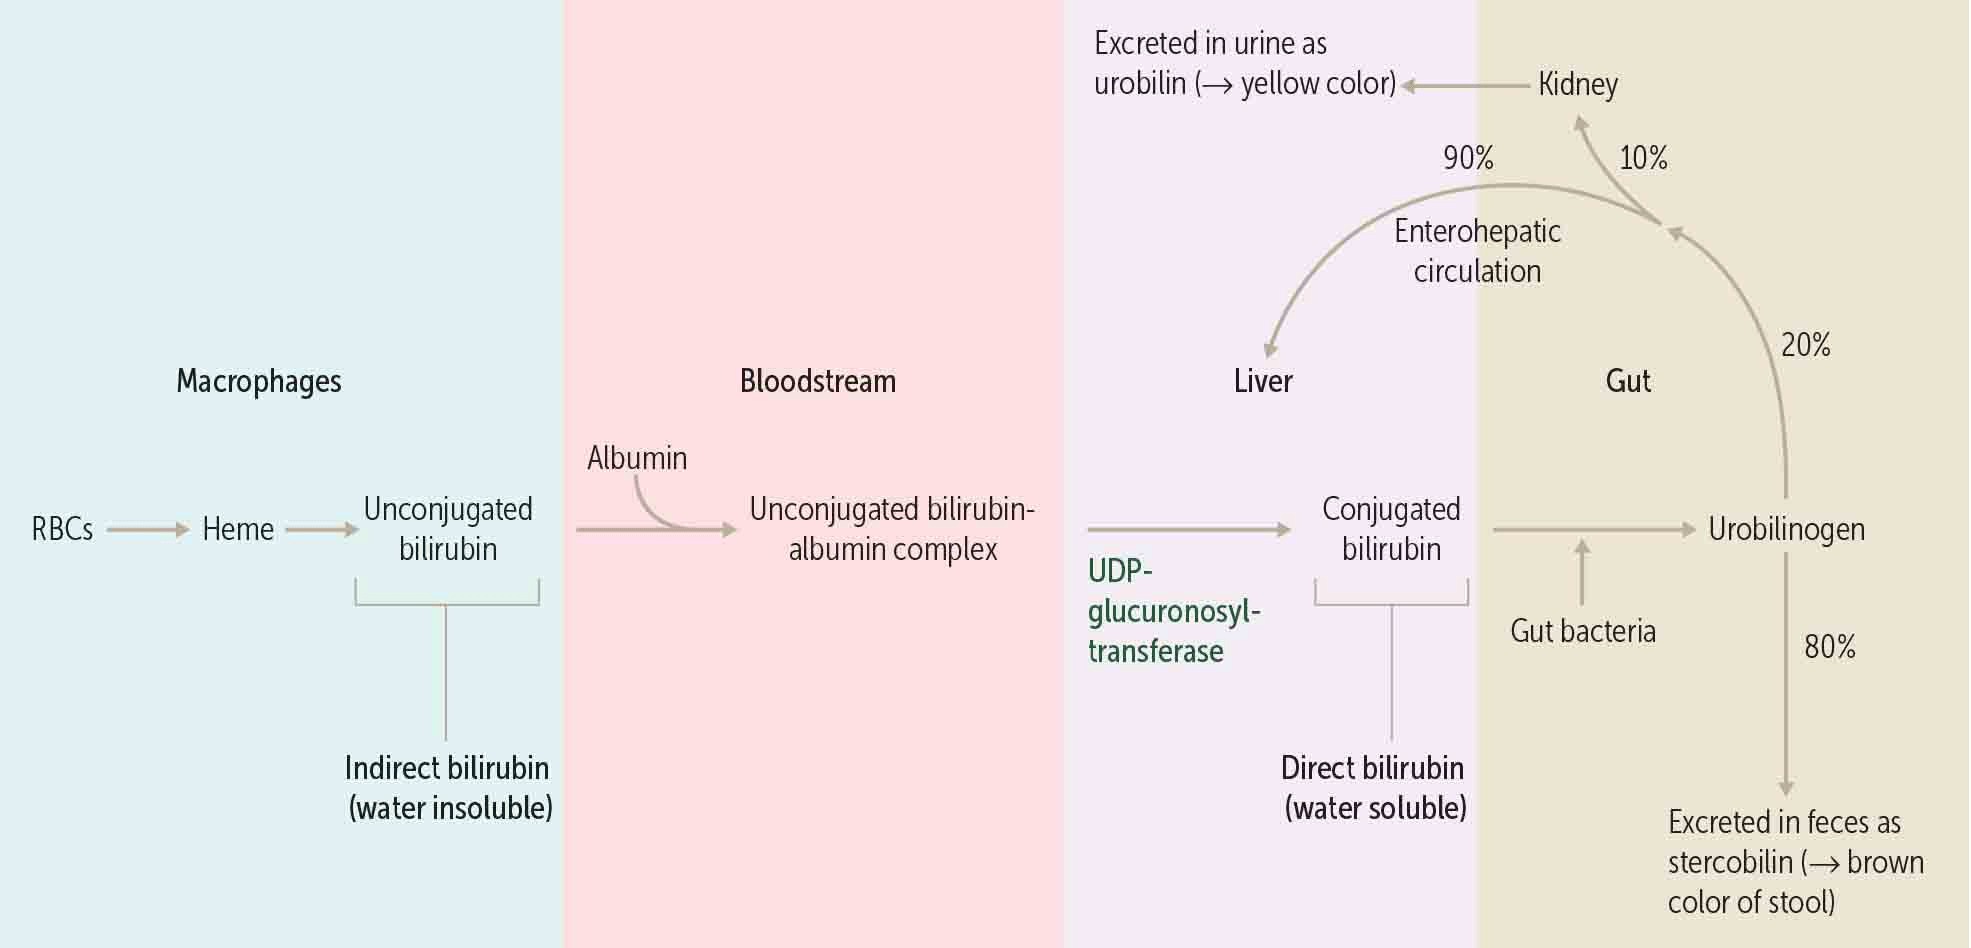 Excreted in urine as
urobilin (→ yellow color)
Kidney
90%
10%
Enterohepatic
circulation
20%
Macrophages
Bloodstream
Liver
Gut
Albumin
RBCs
Heme
Unconjugated
bilirubin
Unconjugated bilirubin-
albumin complex
UDP-
glucuronosyl-
transferase
Conjugated
bilirubin
Urobilinogen
Gut bacteria
80%
Indirect bilirubin
(water insoluble)
Direct bilirubin
(water soluble)
Excreted in feces as
stercobilin (→ brown
color of stool)